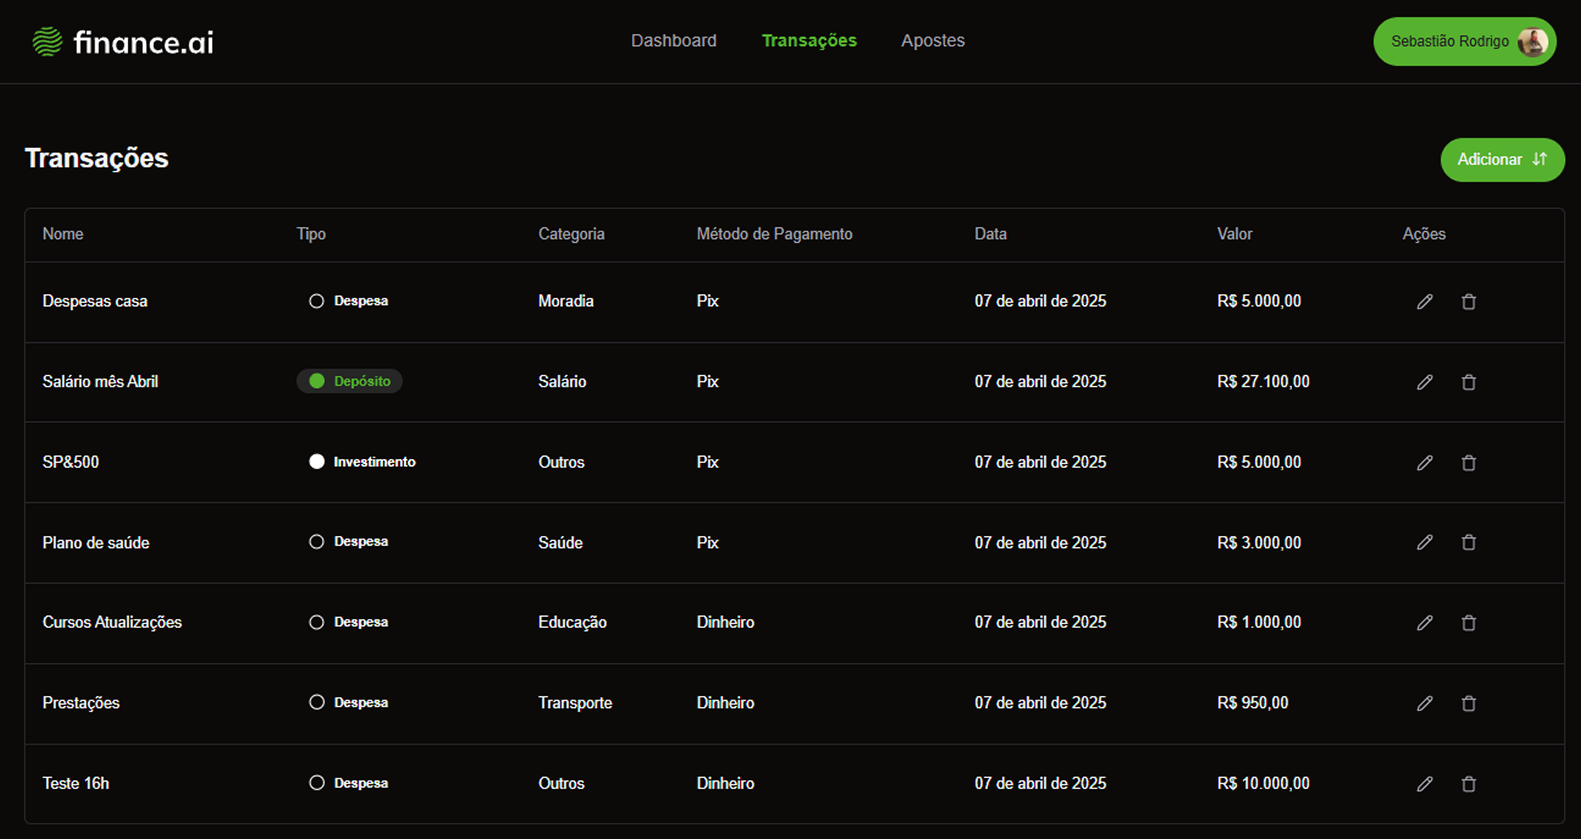 finance.ai Dashboard Transações Apostes Sebastião Rodrigo
Transações Adicionar
Nome Tipo Categoria Método de Pagamento Data Valor Ações
Despesas casa Despesa Moradia Pix 07 de abril de 2025 R$ 5.000,00
Salário mês Abril Depósito Salário Pix 07 de abril de 2025 R$ 27.100,00
SP&500 Investimento Outros Pix 07 de abril de 2025 R$ 5.000,00
Plano de saúde Despesa Saúde Pix 07 de abril de 2025 R$ 3.000,00
Cursos Atualizações Despesa Educação Dinheiro 07 de abril de 2025 R$ 1.000,00
Prestações Despesa Transporte Dinheiro 07 de abril de 2025 R$ 950,00
Teste 16h Despesa Outros Dinheiro 07 de abril de 2025 R$ 10.000,00